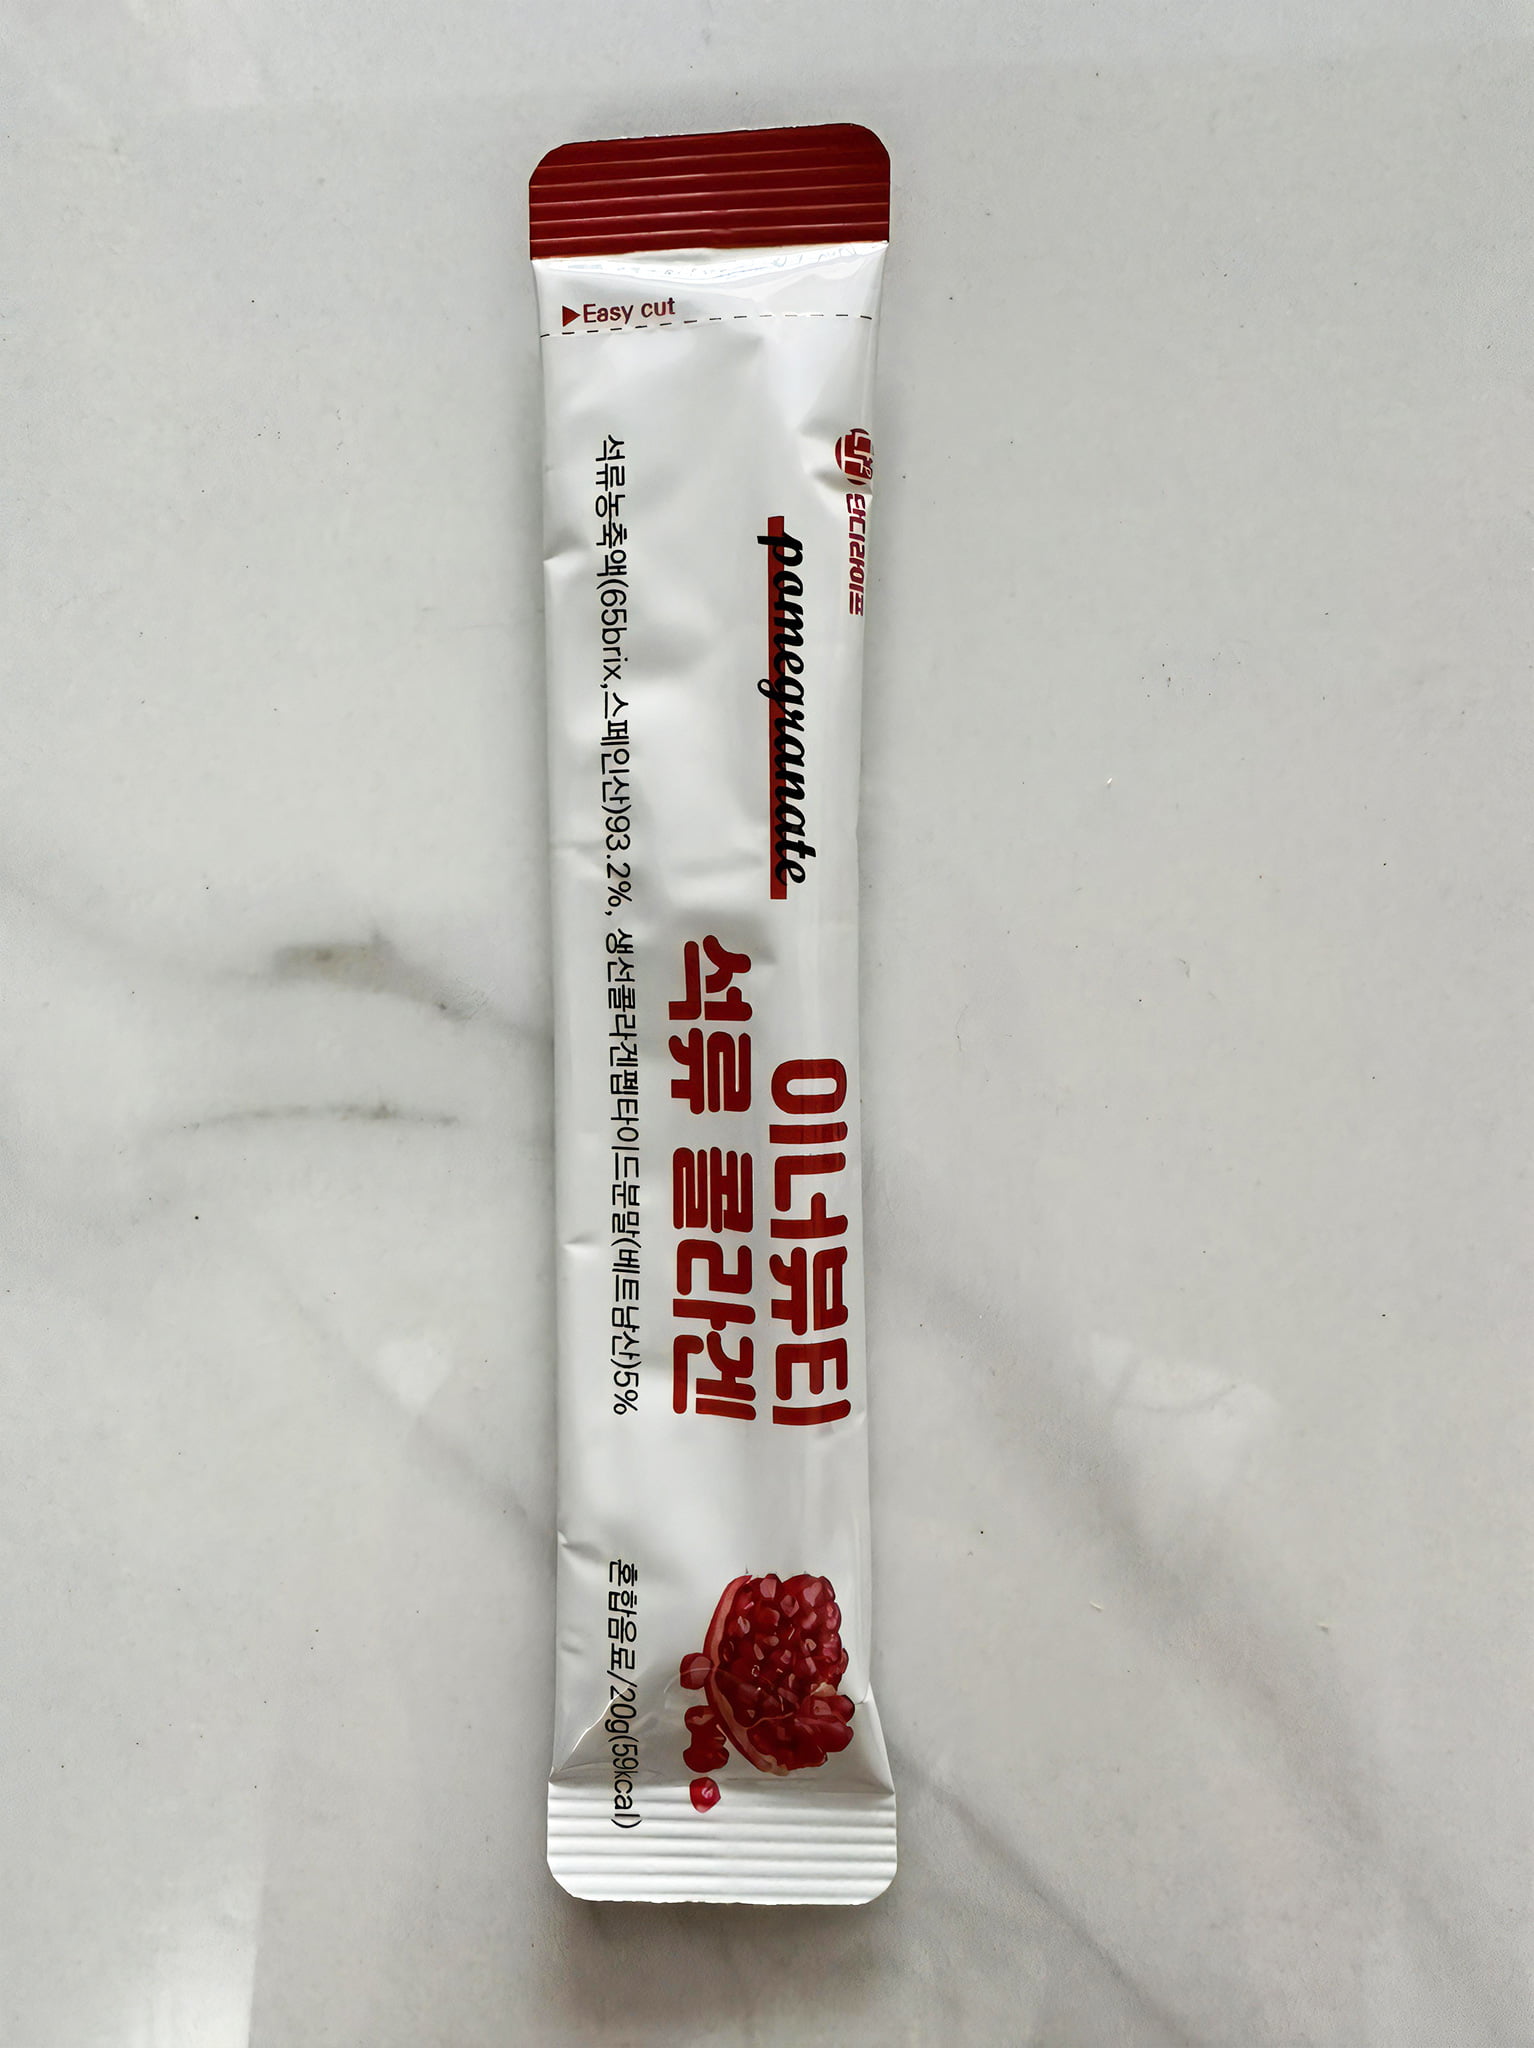 ▶Easy cut
단디라이프
pomegranate
이너뷰티
석류 콜라겐
석류농축액(65brix,스페인산)93.2%, 생선콜라겐펩타이드분말(베트남산)5%
혼합음료/20g(59kcal)